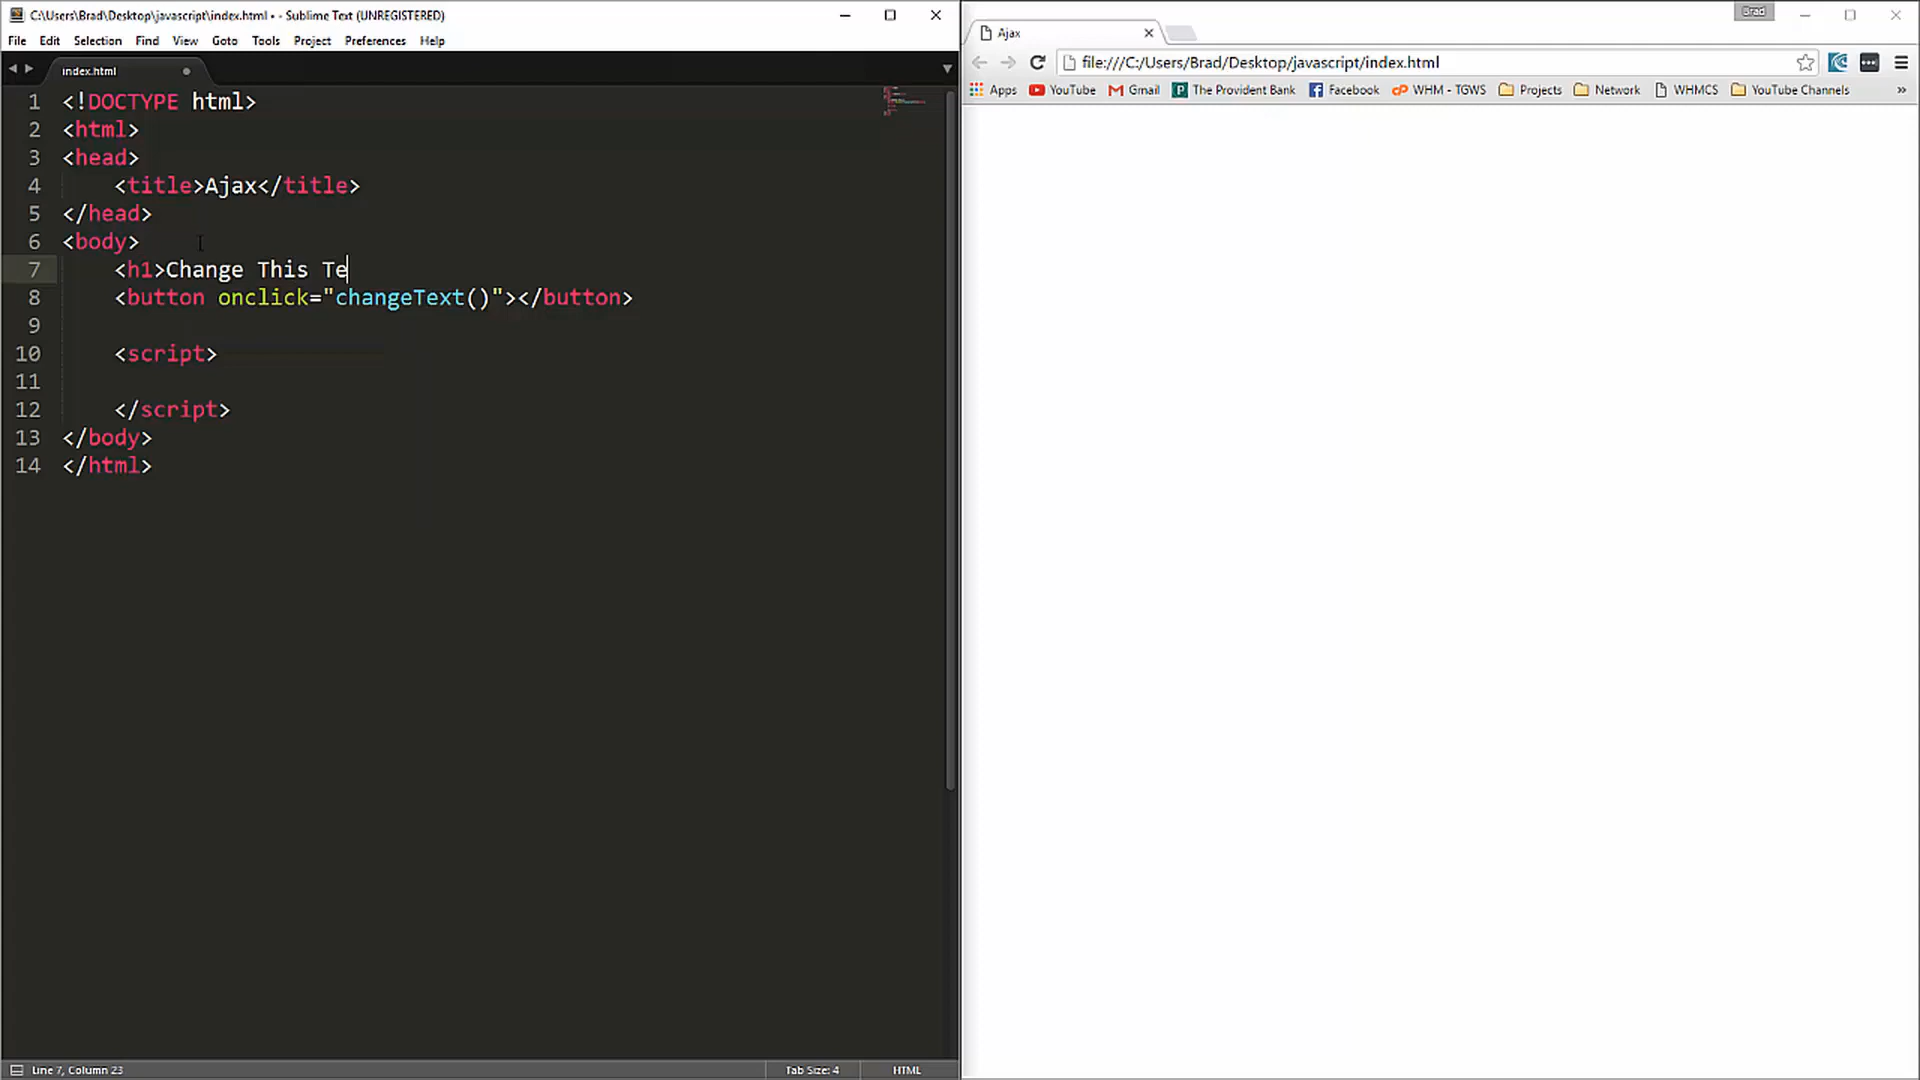 C:\Users\Brad\Desktop\javascript\index.html • - Sublime Text (UNREGISTERED)
File Edit Selection Find View Goto Tools Project Preferences Help
index.html
1 <!DOCTYPE html>
2 <html>
3 <head>
4 <title>Ajax</title>
5 </head>
6 <body>
7 <h1>Change This Te
8 <button onclick="changeText()"></button>
9
10 <script>
11
12 </script>
13 </body>
14 </html>
Line 7, Column 23 Tab Size: 4 HTML
Brad
Ajax
file:///C:/Users/Brad/Desktop/javascript/index.html
Apps YouTube Gmail The Provident Bank Facebook WHM - TGWS Projects Network WHMCS YouTube Channels »